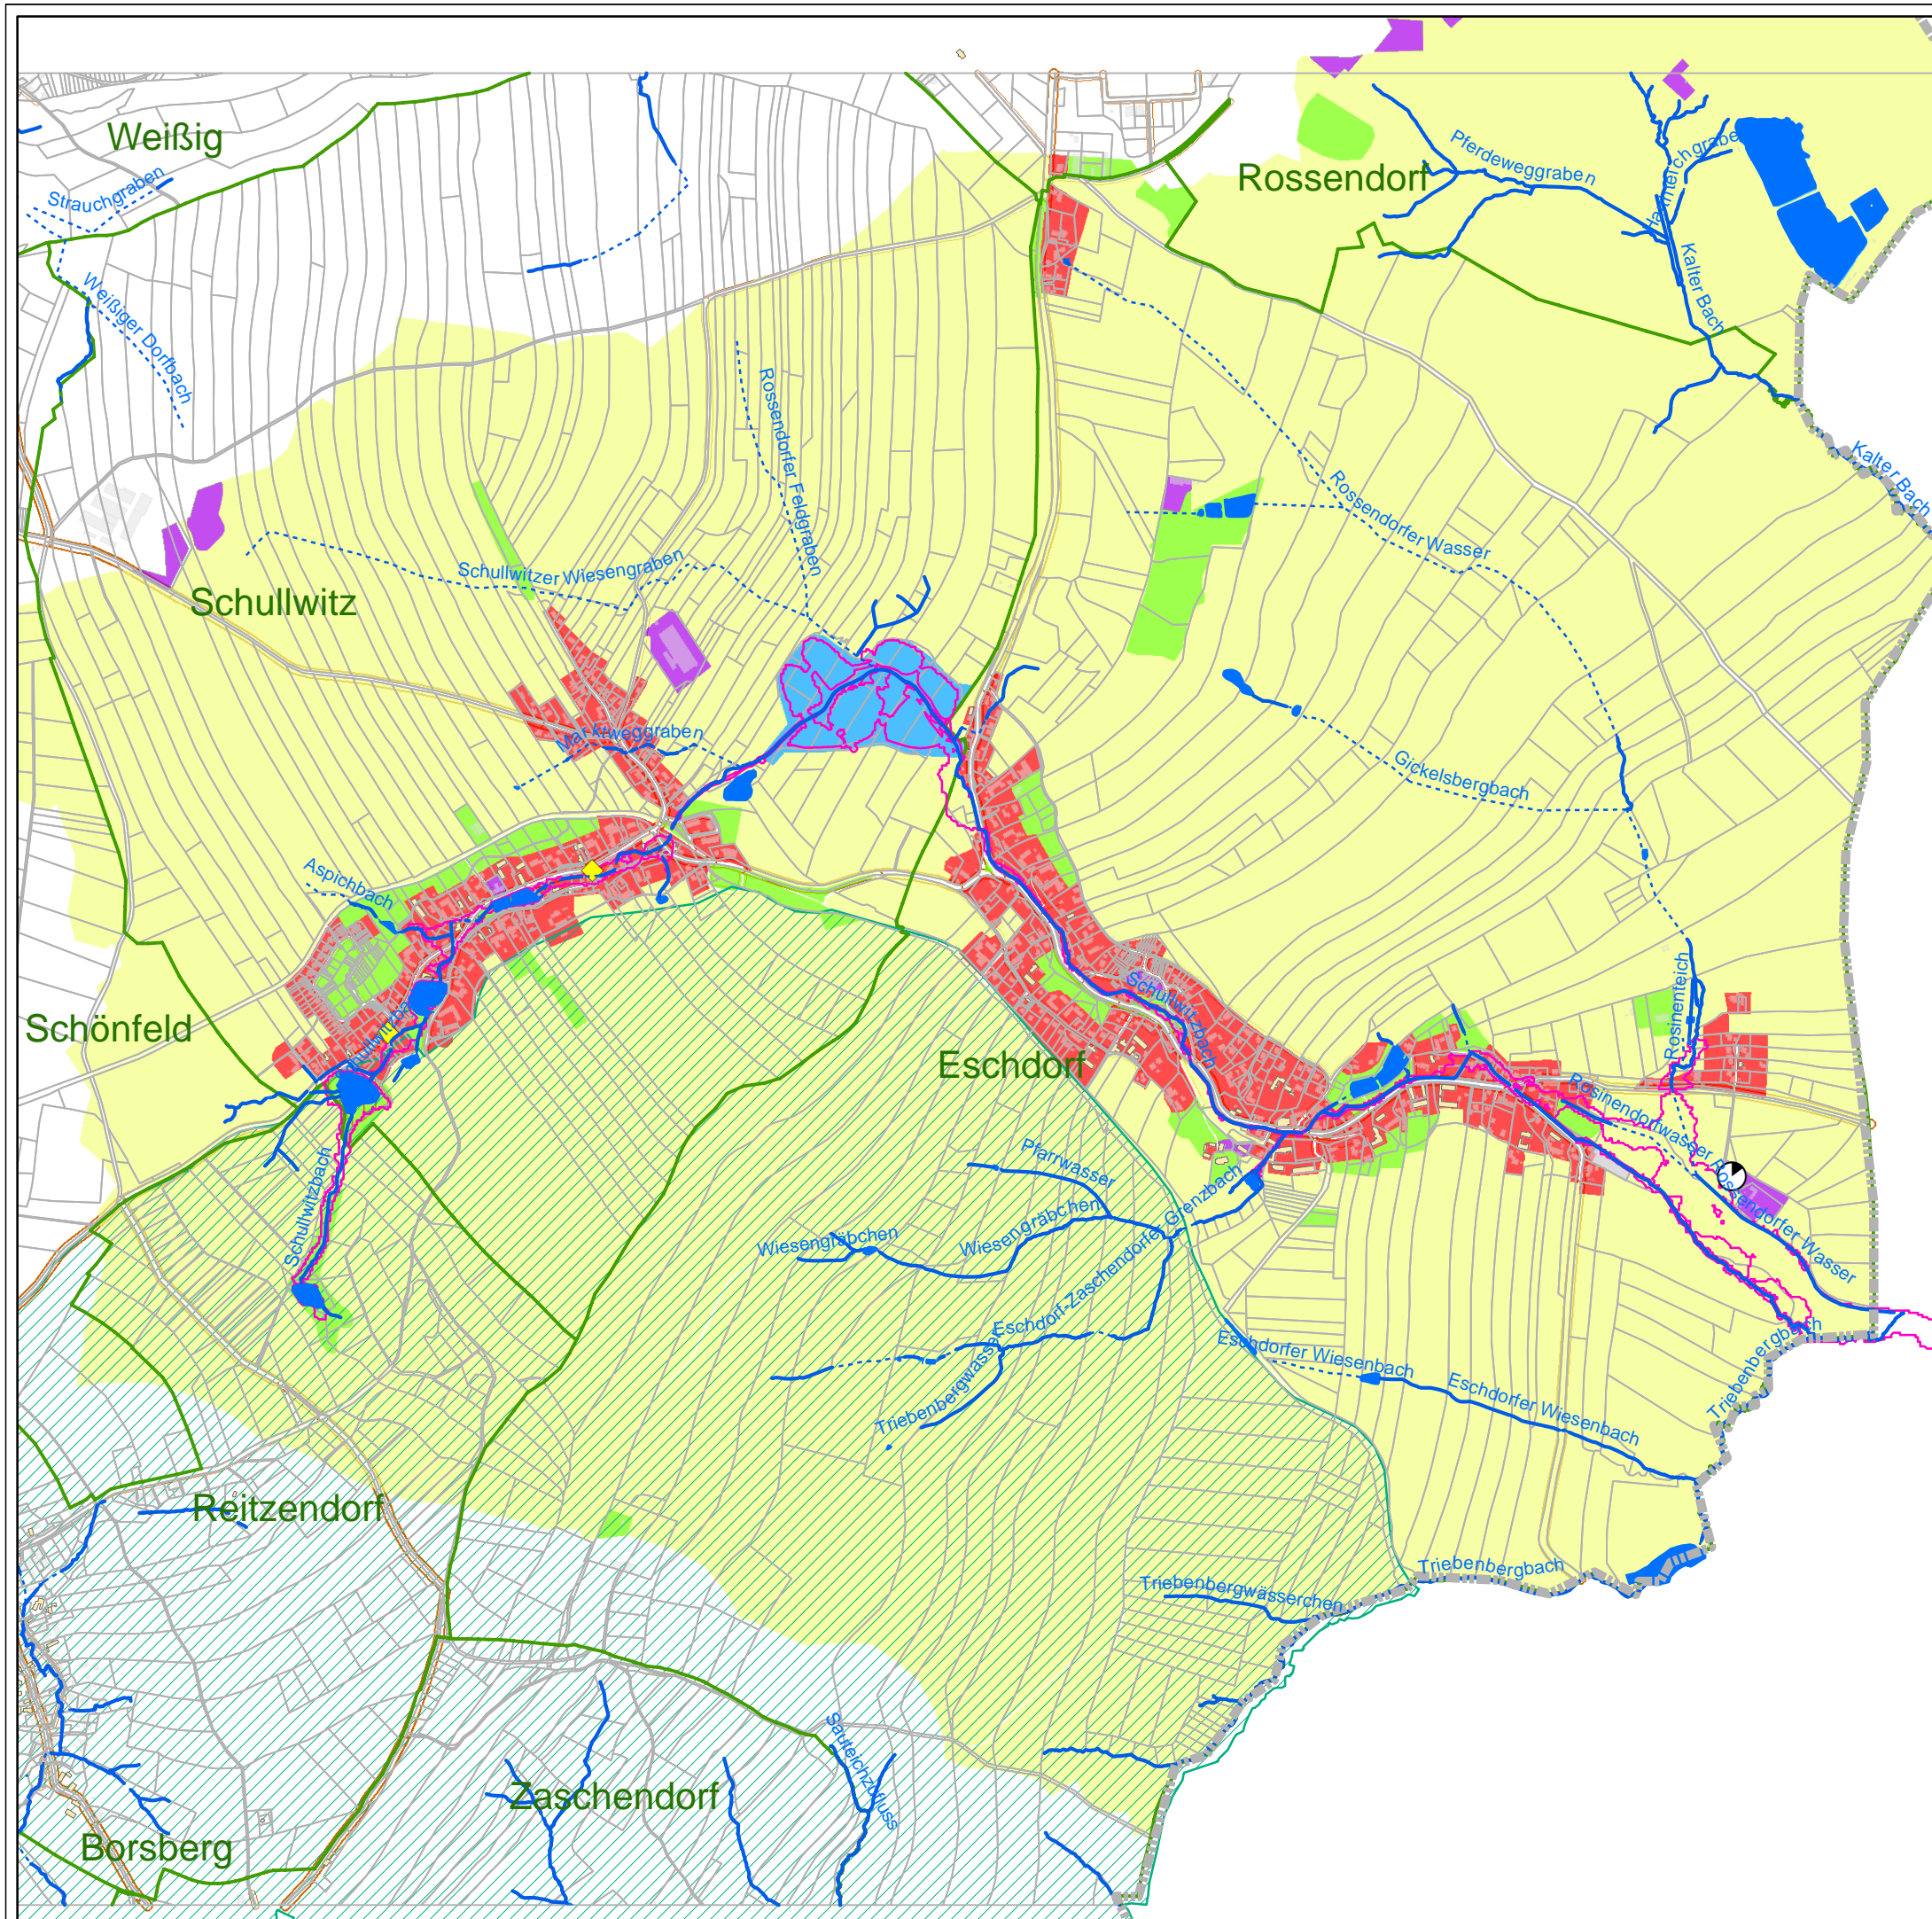 Weißig
Strauchgraben
Weißiger Dorfbach
Rossendorf
Pferdeweggraben
Kalter Bach
Kalter Bach
Rossendorfer Feldgraben
Schullwitzer Wiesengraben
Rossendorfer Wasser
Schullwitz
Marktweggraben
Gickelsbergbach
Aspichbach
Schönfeld
Schullwitzbach
Eschdorf
Schullwitzbach
Rosinenteich
Rosinendorfwasser
Rossendorfer Wasser
Pfarrwasser
Wiesengräbchen
Wiesengräbchen
Eschdorf-Zaschendorfer Grenzbach
Triebenbergwasser
Eschdorfer Wiesenbach
Eschdorfer Wiesenbach
Triebenbergbach
Reitzendorf
Triebenbergbach
Triebenbergwässerchen
Zaschendorf
Sauteichzufluss
Borsberg